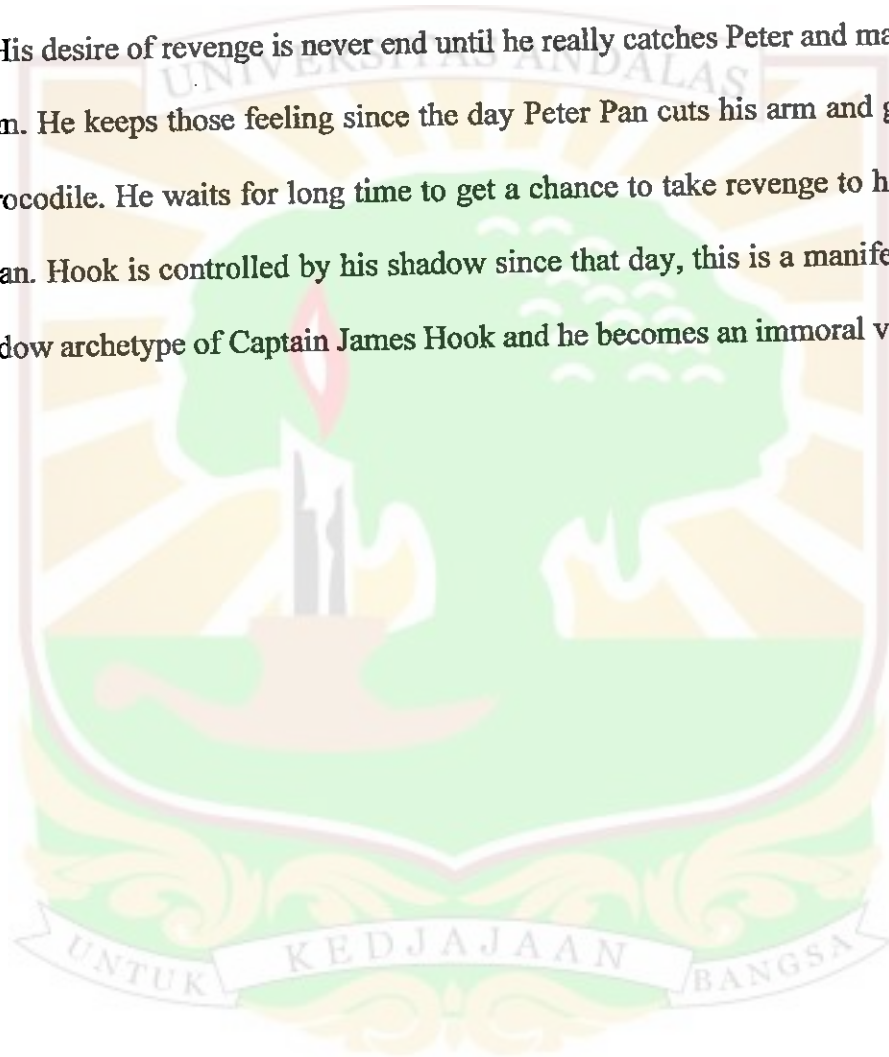 His desire of revenge is never end until he really catches Peter and ma
UNIVERSITAS ANDALAS
n. He keeps those feeling since the day Peter Pan cuts his arm and g
rocodile. He waits for long time to get a chance to take revenge to h
an. Hook is controlled by his shadow since that day, this is a manife
dow archetype of Captain James Hook and he becomes an immoral v
UNTUK KEDJAJAAN BANGSA